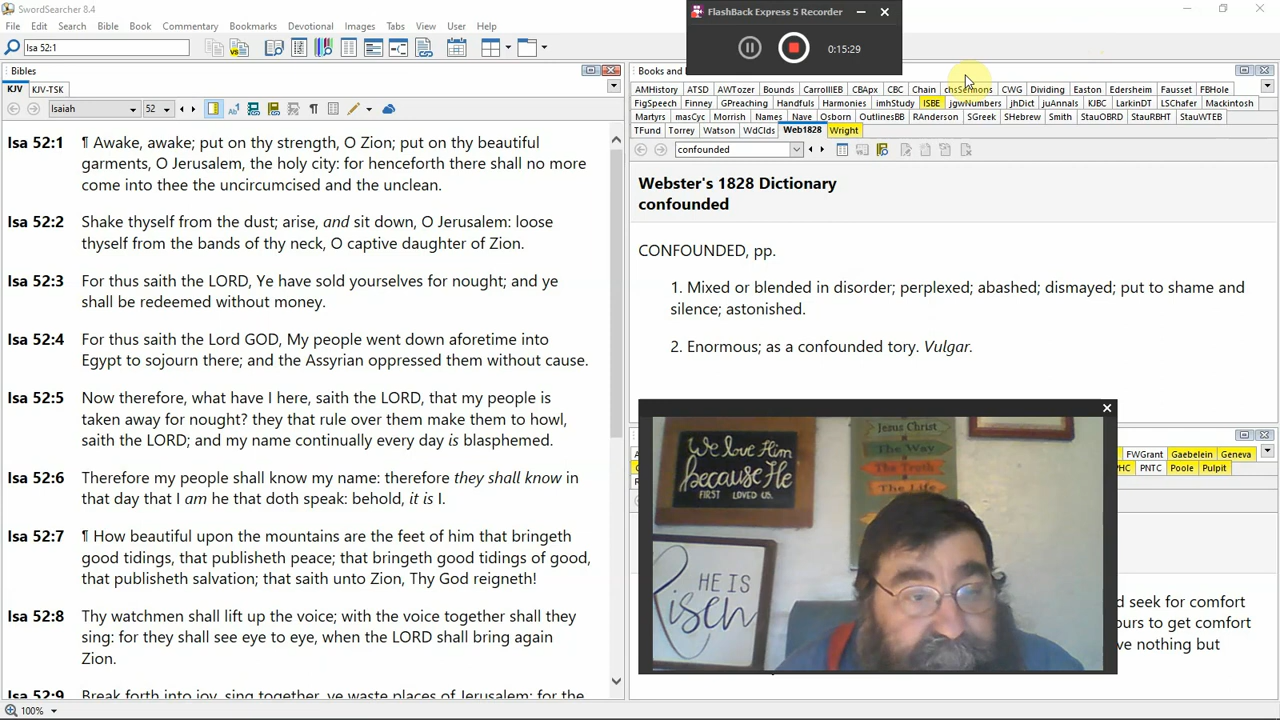 SwordSearcher
FlashBack Express 5 Recorder
0:15:29
File Edit Search Bible Book Commentary Bookmarks Devotional Images Tabs View User Help
Isa 52:1
Bibles
KJV KJV-TSK
Isaiah 52
Isa 52:1 ¶ Awake, awake; put on thy strength, O Zion; put on thy beautiful
garments, O Jerusalem, the holy city: for henceforth there shall no more
come into thee the uncircumcised and the unclean.
Isa 52:2 Shake thyself from the dust; arise, and sit down, O Jerusalem: loose
thyself from the bands of thy neck, O captive daughter of Zion.
Isa 52:3 For thus saith the LORD, Ye have sold yourselves for nought; and ye
shall be redeemed without money.
Isa 52:4 For thus saith the Lord GOD, My people went down aforetime into
Egypt to sojourn there; and the Assyrian oppressed them without cause.
Isa 52:5 Now therefore, what have I here, saith the LORD, that my people is
taken away for nought? they that rule over them make them to howl,
saith the LORD; and my name continually every day is blasphemed.
Isa 52:6 Therefore my people shall know my name: therefore they shall know in
that day that I am he that doth speak: behold, it is I.
Isa 52:7 ¶ How beautiful upon the mountains are the feet of him that bringeth
good tidings, that publisheth peace; that bringeth good tidings of good,
that publisheth salvation; that saith unto Zion, Thy God reigneth!
Isa 52:8 Thy watchmen shall lift up the voice; with the voice together shall they
sing: for they shall see eye to eye, when the LORD shall bring again
Zion.
Isa 52:9 Break forth into joy, sing together, ye waste places of Jerusalem: for the
100%
Books and
AMHistory ATSD AWTozer Bounds CarrollEIB CBApx CBC Chain chsSermons CWG Dividing Easton Edersheim Fausset FBHole
FigSpeech Finney GPreaching Handfuls Harmonies imhStudy ISBE jgwNumbers jhDict juAnnals KJBC LarkinDT LSChafer Mackintosh
Martyrs masCyc Morrish Names Nave Osborn OutlinesBB RAnderson SGreek SHebrew Smith StauOBRD StauRBHT StauWTEB
TFund Torrey Watson WdClds Web1828 Wright
confounded
Webster's 1828 Dictionary
confounded
CONFOUNDED, pp.
1. Mixed or blended in disorder; perplexed; abashed; dismayed; put to shame and
silence; astonished.
2. Enormous; as a confounded tory. Vulgar.
FWGrant Gaebelein Geneva
PNTC Poole Pulpit
We love Him
because He
FIRST LOVED US.
Jesus Christ
The Way
The Truth
The Life
HE IS
Risen
seek for comfort
ours to get comfort
nothing but